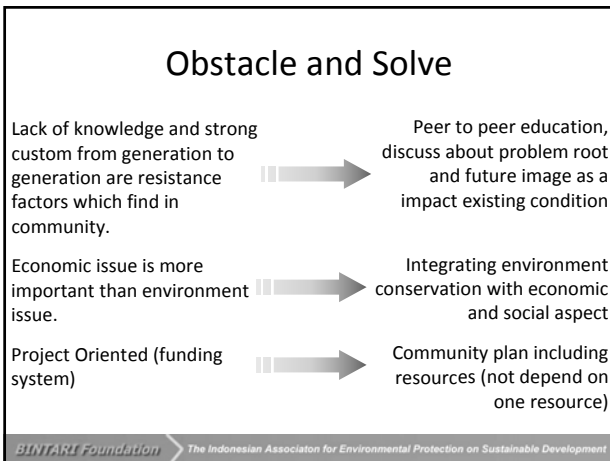 Obstacle and Solve
Lack of knowledge and strong
custom from generation to
generation are resistance
factors which find in
community.
Peer to peer education,
discuss about problem root
and future image as a
impact existing condition
Economic issue is more
important than environment
issue.
Integrating environment
conservation with economic
and social aspect
Project Oriented (funding
system)
Community plan including
resources (not depend on
one resource)
BINTARI Foundation
The Indonesian Associaton for Environmental Protection on Sustainable Development